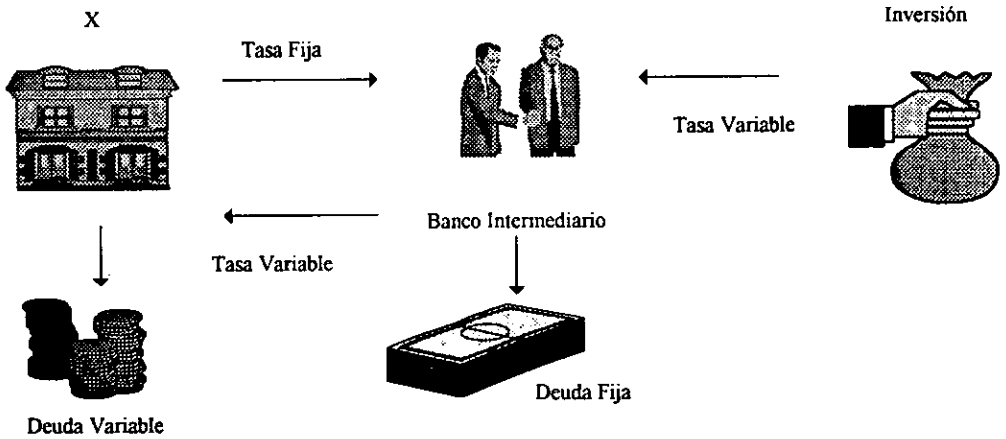 X
Inversión
Tasa Fija
Tasa Variable
Banco Intermediario
Tasa Variable
Deuda Fija
Deuda Variable